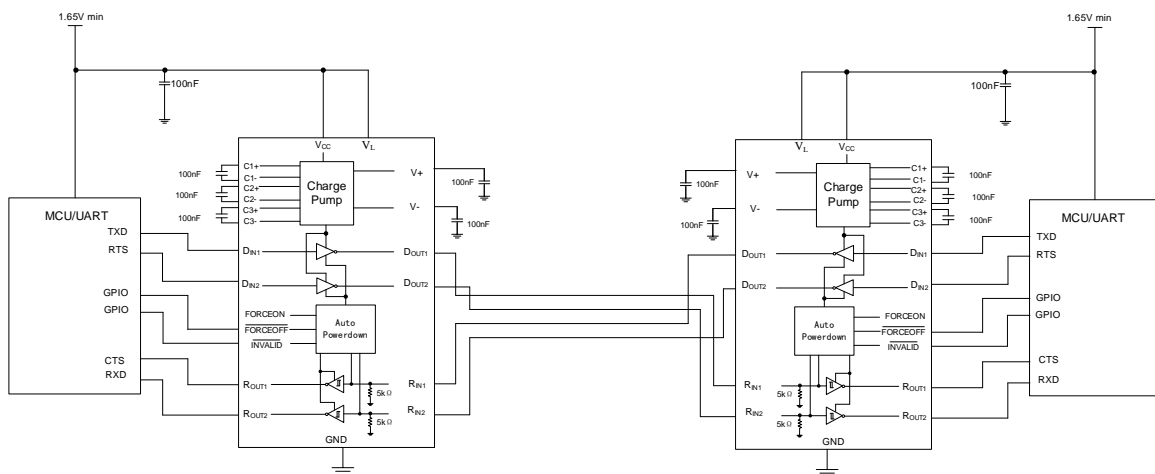 1.65V min
1.65V min
100nF
100nF
VCC
VL
VL
VCC
C1+
C1-
C2+
C2-
C3+
C3-
100nF
100nF
100nF
Charge
Pump
V+
V-
100nF
100nF
100nF
100nF
V+
V-
Charge
Pump
C1+
C1-
C2+
C2-
C3+
C3-
100nF
100nF
100nF
MCU/UART
TXD
RTS
GPIO
GPIO
CTS
RXD
DIN1
DIN2
FORCEON
FORCEOFF
INVALID
ROUT1
ROUT2
Auto
Powerdown
DOUT1
DOUT2
RIN1
RIN2
5kΩ
5kΩ
GND
DOUT1
DOUT2
RIN1
RIN2
Auto
Powerdown
5kΩ
5kΩ
GND
DIN1
DIN2
FORCEON
FORCEOFF
INVALID
ROUT1
ROUT2
MCU/UART
TXD
RTS
GPIO
GPIO
CTS
RXD